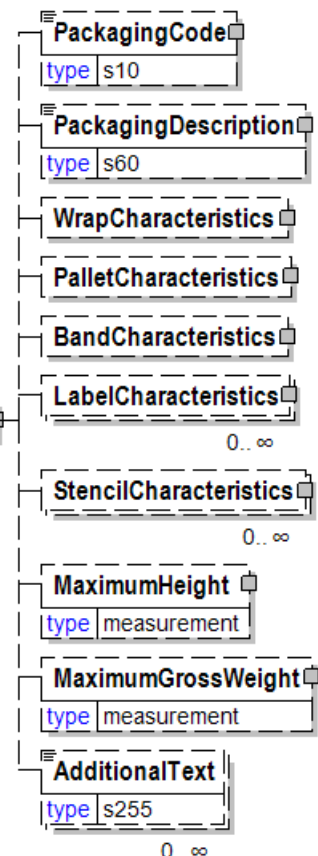 PackagingCode
type s10
PackagingDescription
type s60
WrapCharacteristics
PalletCharacteristics
BandCharacteristics
LabelCharacteristics
0.. ∞
StencilCharacteristics
0.. ∞
MaximumHeight
type measurement
MaximumGrossWeight
type measurement
AdditionalText
type s255
0.. ∞